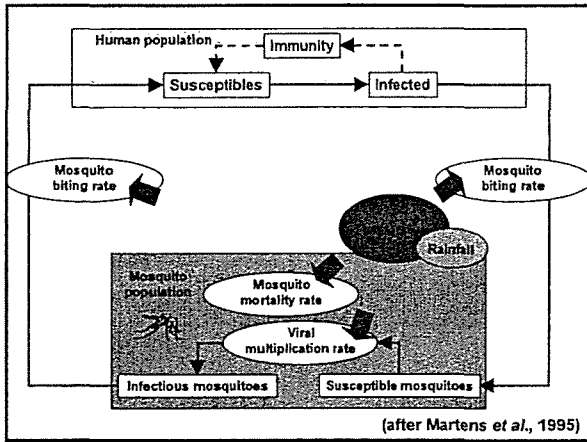 Human population
Immunity
Susceptibles
Infected
Mosquito
biting rate
Mosquito
biting rate
Rainfall
Mosquito
population
Mosquito
mortality rate
Viral
multiplication rate
Infectious mosquitoes
Susceptible mosquitoes
(after Martens et al., 1995)